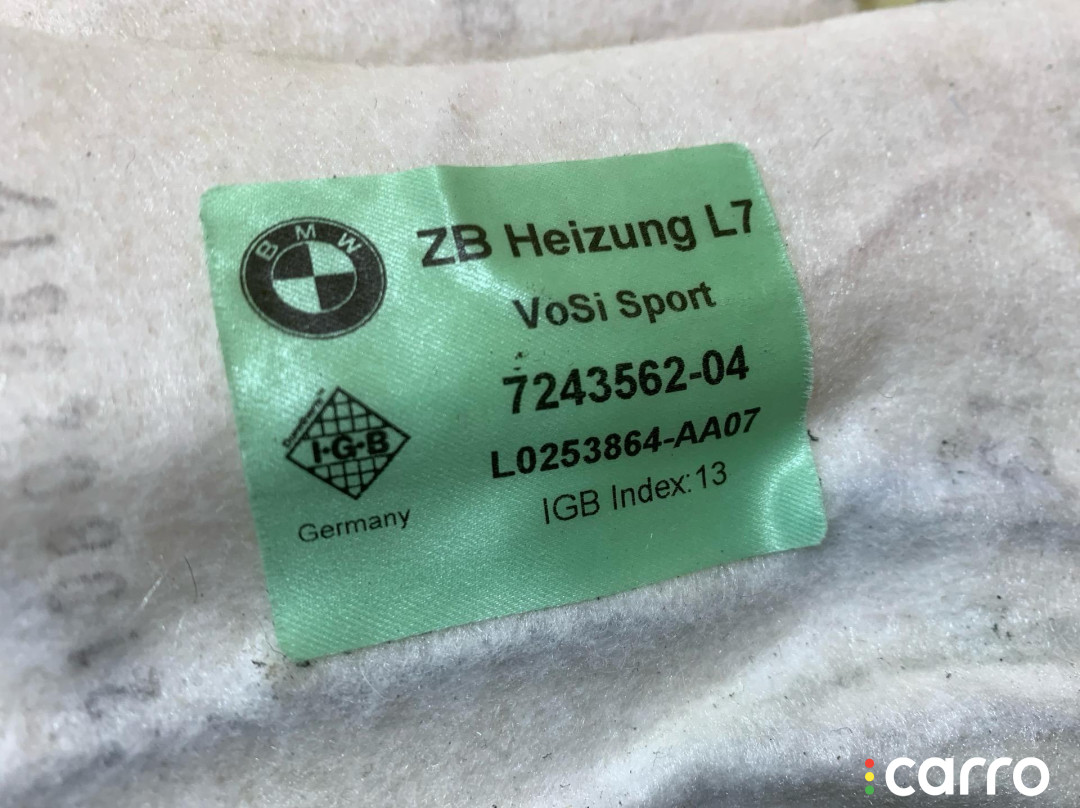 BMW
ZB Heizung L7
VoSi Sport
7243562-04
L0253864-AA07
IGB Index:13
I·G·B
Germany
carro